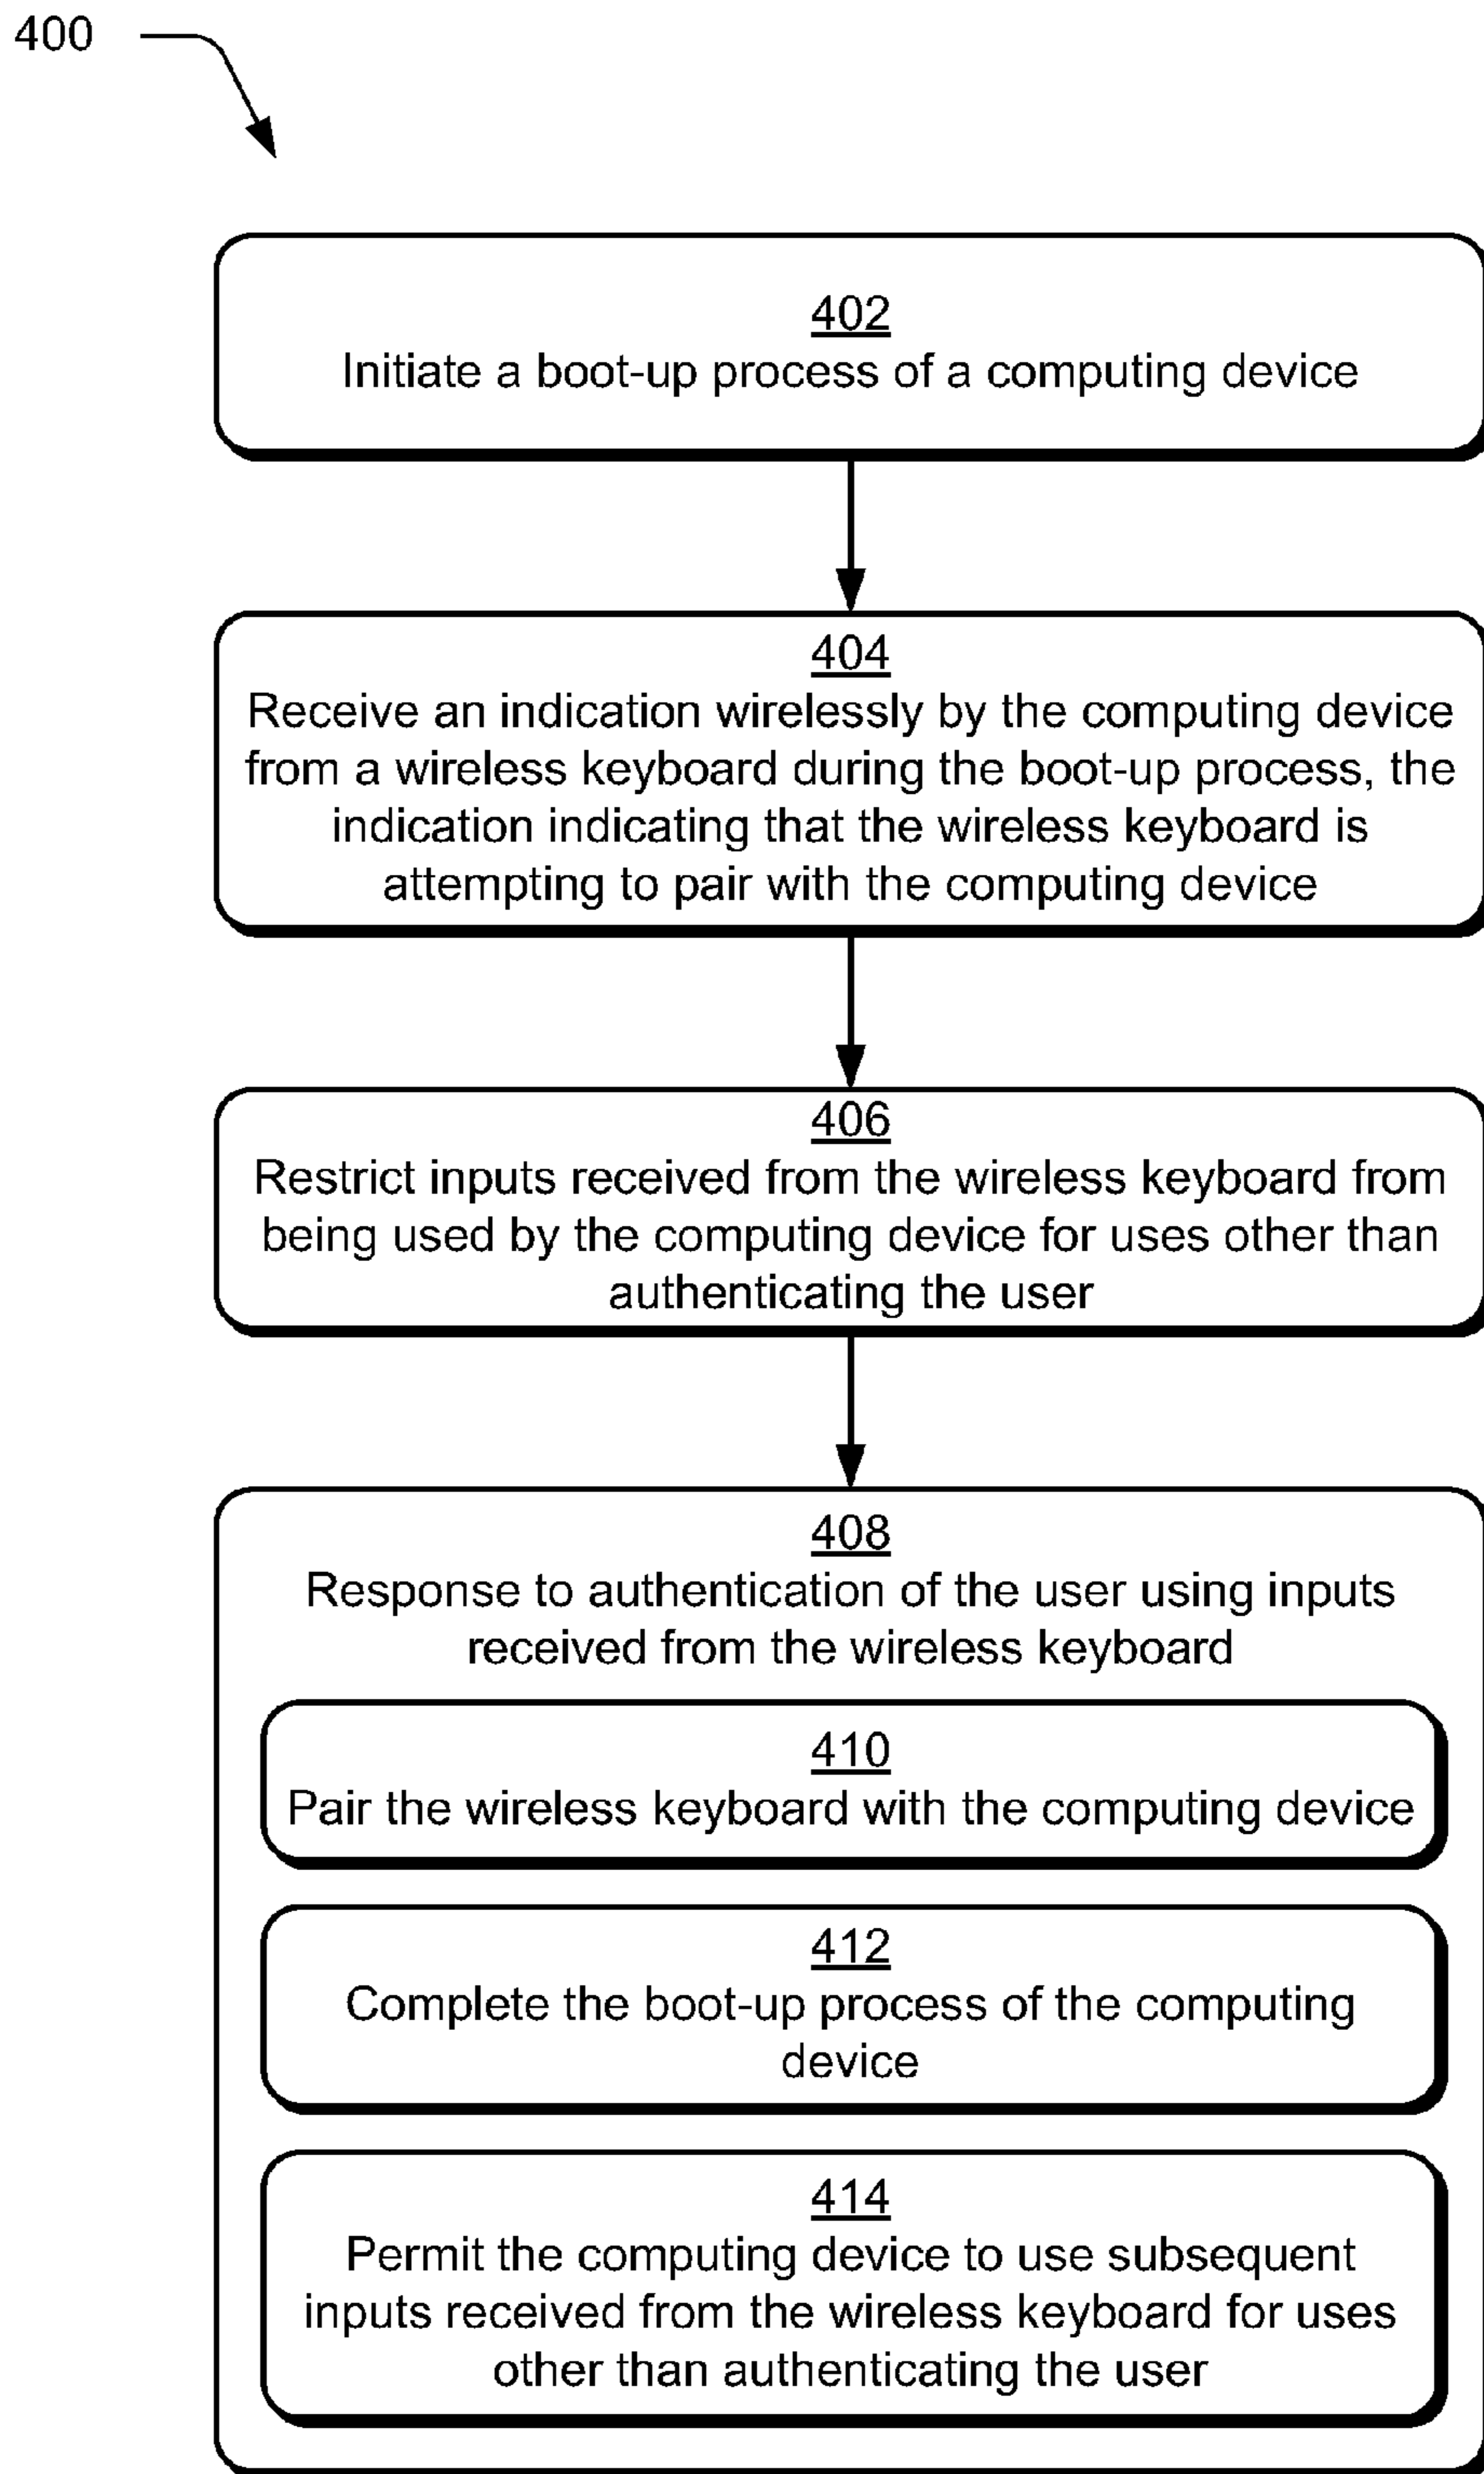 400
402
Initiate a boot-up process of a computing device
404
Receive an indication wirelessly by the computing device
from a wireless keyboard during the boot-up process, the
indication indicating that the wireless keyboard is
attempting to pair with the computing device
406
Restrict inputs received from the wireless keyboard from
being used by the computing device for uses other than
authenticating the user
408
Response to authentication of the user using inputs
received from the wireless keyboard
410
Pair the wireless keyboard with the computing device
412
Complete the boot-up process of the computing
device
414
Permit the computing device to use subsequent
inputs received from the wireless keyboard for uses
other than authenticating the user